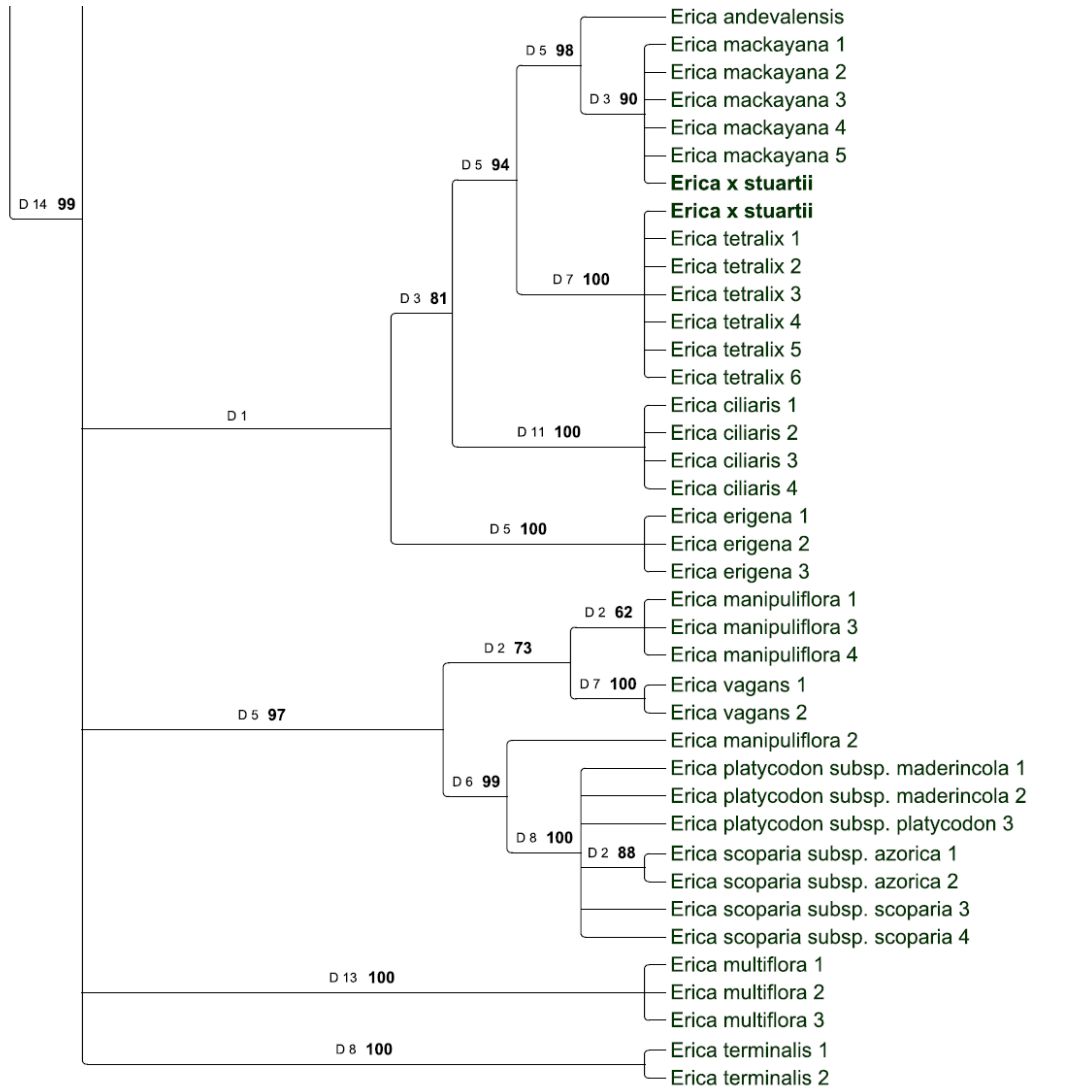 Erica andevalensis
D 5 98
Erica mackayana 1
Erica mackayana 2
D 3 90
Erica mackayana 3
Erica mackayana 4
Erica mackayana 5
D 5 94
Erica x stuartii
D 14 99
Erica x stuartii
Erica tetralix 1
Erica tetralix 2
D 7 100
Erica tetralix 3
D 3 81
Erica tetralix 4
Erica tetralix 5
Erica tetralix 6
Erica ciliaris 1
D 1
Erica ciliaris 2
D 11 100
Erica ciliaris 3
Erica ciliaris 4
Erica erigena 1
D 5 100
Erica erigena 2
Erica erigena 3
Erica manipuliflora 1
D 2 62
Erica manipuliflora 3
D 2 73
Erica manipuliflora 4
Erica vagans 1
D 7 100
Erica vagans 2
D 5 97
Erica manipuliflora 2
Erica platycodon subsp. maderincola 1
D 6 99
Erica platycodon subsp. maderincola 2
Erica platycodon subsp. platycodon 3
D 8 100
D 2 88
Erica scoparia subsp. azorica 1
Erica scoparia subsp. azorica 2
Erica scoparia subsp. scoparia 3
Erica scoparia subsp. scoparia 4
Erica multiflora 1
D 13 100
Erica multiflora 2
Erica multiflora 3
D 8 100
Erica terminalis 1
Erica terminalis 2